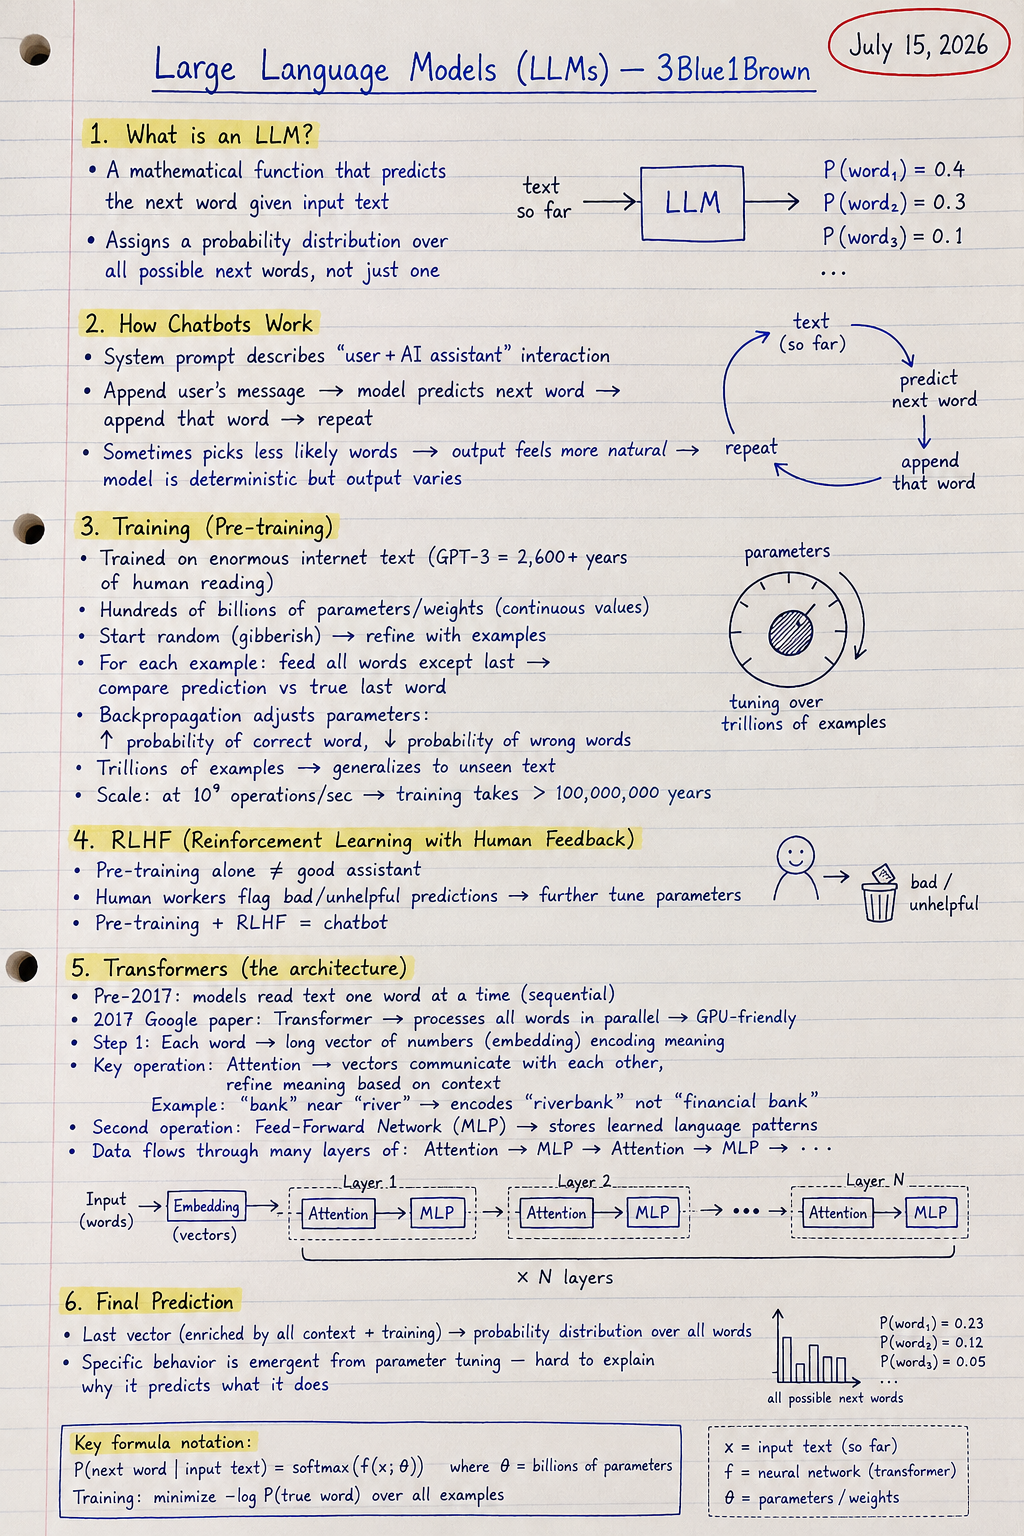 July 15, 2026
Large Language Models (LLMs) — 3Blue1Brown
1. What is an LLM?
• A mathematical function that predicts
the next word given input text
• Assigns a probability distribution over
all possible next words, not just one
text
so far
LLM
P(word₁) = 0.4
P(word₂) = 0.3
P(word₃) = 0.1
...
2. How Chatbots Work
• System prompt describes “user + AI assistant” interaction
• Append user's message → model predicts next word →
append that word → repeat
• Sometimes picks less likely words → output feels more natural →
model is deterministic but output varies
text
(so far)
predict
next word
append
that word
repeat
3. Training (Pre-training)
• Trained on enormous internet text (GPT-3 = 2,600+ years
of human reading)
• Hundreds of billions of parameters/weights (continuous values)
• Start random (gibberish) → refine with examples
• For each example: feed all words except last →
compare prediction vs true last word
• Backpropagation adjusts parameters:
↑ probability of correct word, ↓ probability of wrong words
• Trillions of examples → generalizes to unseen text
• Scale: at 10⁹ operations/sec → training takes > 100,000,000 years
parameters
tuning over
trillions of examples
4. RLHF (Reinforcement Learning with Human Feedback)
• Pre-training alone ≠ good assistant
• Human workers flag bad/unhelpful predictions → further tune parameters
• Pre-training + RLHF = chatbot
bad /
unhelpful
5. Transformers (the architecture)
• Pre-2017: models read text one word at a time (sequential)
• 2017 Google paper: Transformer → processes all words in parallel → GPU-friendly
• Step 1: Each word → long vector of numbers (embedding) encoding meaning
• Key operation: Attention → vectors communicate with each other,
refine meaning based on context
Example: “bank” near “river” → encodes “riverbank” not “financial bank”
• Second operation: Feed-Forward Network (MLP) → stores learned language patterns
• Data flows through many layers of: Attention → MLP → Attention → MLP → ...
Layer 1 Layer 2 Layer N
Input
(words)
→ Embedding → Attention → MLP → Attention → MLP → ••• → Attention → MLP
(vectors)
× N layers
6. Final Prediction
• Last vector (enriched by all context + training) → probability distribution over all words
• Specific behavior is emergent from parameter tuning — hard to explain
why it predicts what it does
P(word₁) = 0.23
P(word₂) = 0.12
P(word₃) = 0.05
...
all possible next words
Key formula notation:
P(next word | input text) = softmax(f(x; θ)) where θ = billions of parameters
Training: minimize −log P(true word) over all examples
x = input text (so far)
f = neural network (transformer)
θ = parameters / weights